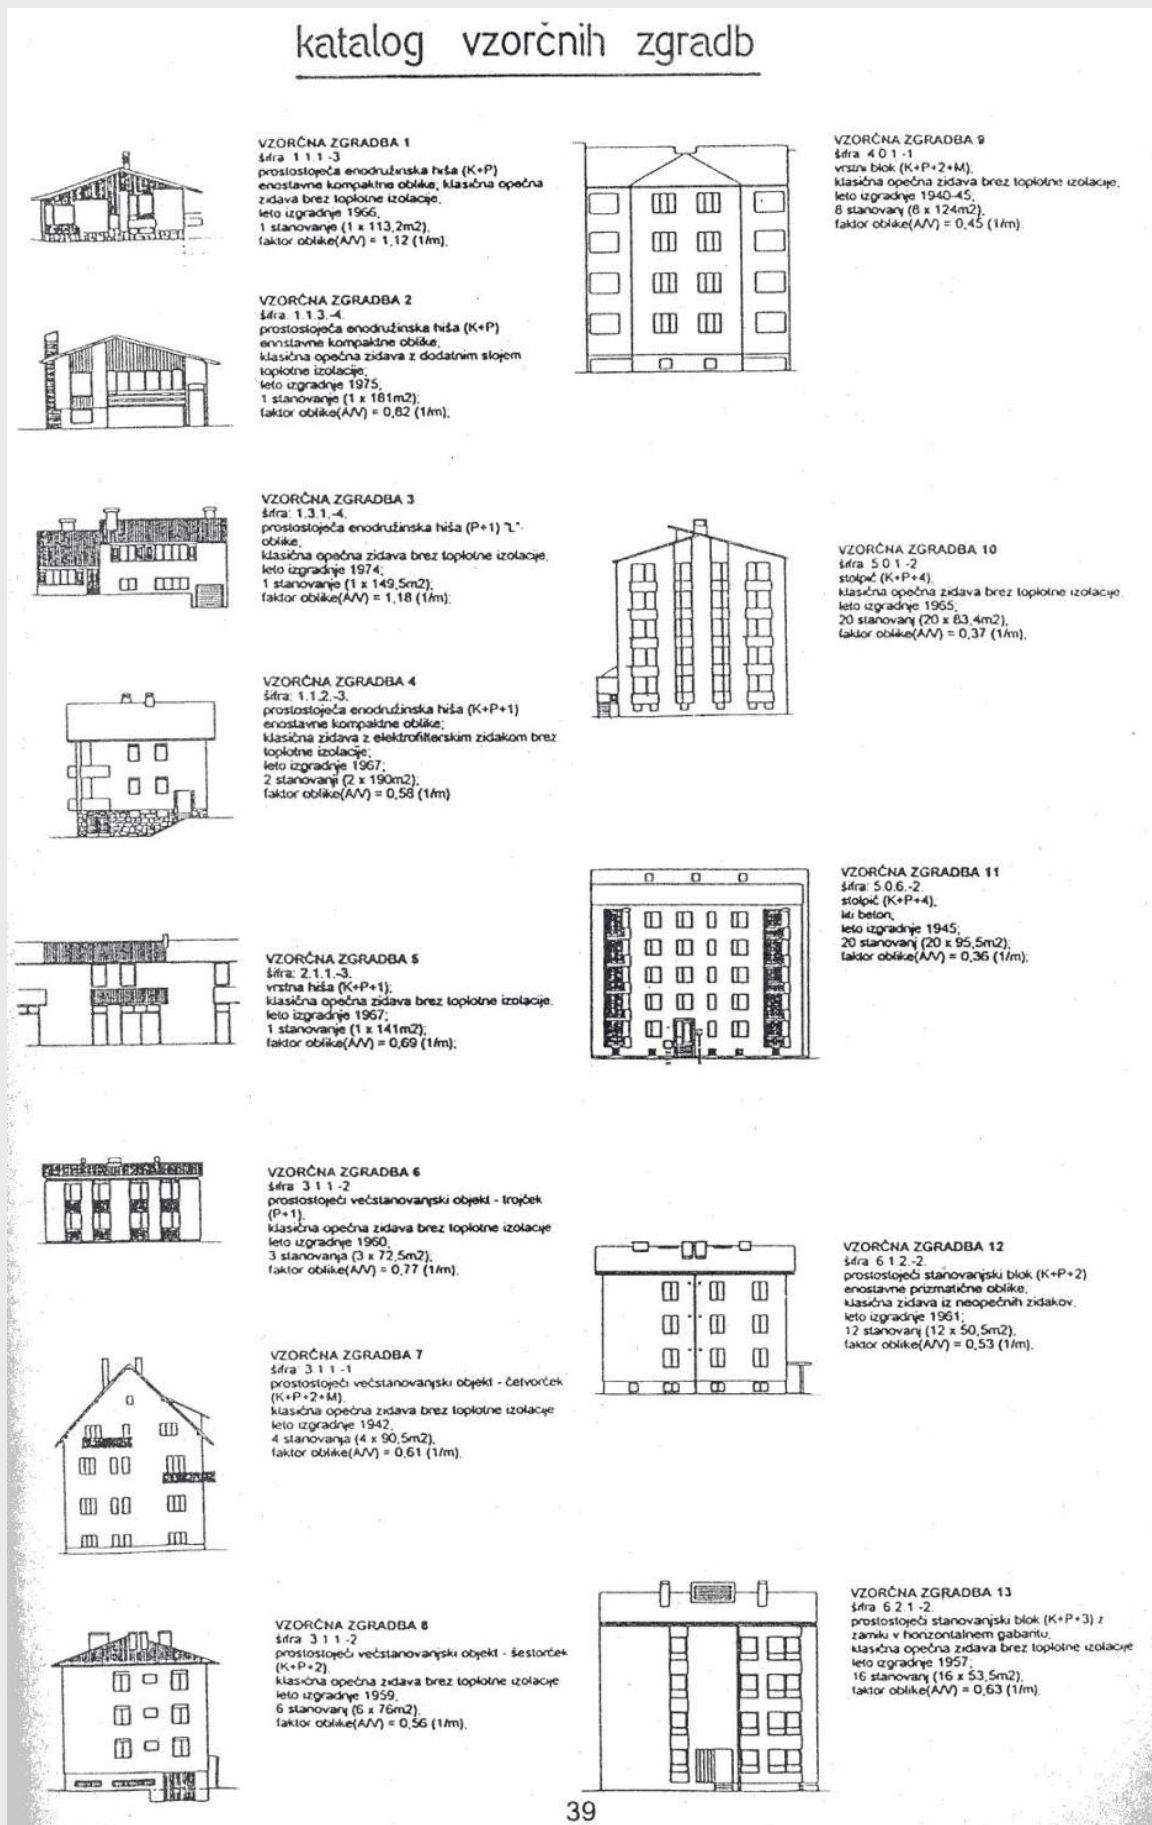 katalog vzorčnih zgradb
VZORČNA ZGRADBA 1
šifra 1 1 1 -3
prostostoječa enodružinska hiša (K+P)
enostavne kompaktne oblike; klasična opečna
zidava brez toplotne izolacije,
leto izgradnje 1966,
1 stanovanje (1 x 113,2m2),
faktor oblike(A/V) = 1,12 (1/m),
VZORČNA ZGRADBA 2
šifra. 1.1.3.-4.
prostostoječa enodružinska hiša (K+P)
enostavne kompaktne oblike,
klasična opečna zidava z dodatnim slojem
toplotne izolacije;
leto izgradnje 1975,
1 stanovanje (1 x 181m2);
faktor oblike(A/V) = 0,82 (1/m);
VZORČNA ZGRADBA 3
šifra: 1.3.1.-4.
prostostoječa enodružinska hiša (P+1) "L"-
oblike,
klasična opečna zidava brez toplotne izolacije,
leto izgradnje 1974;
1 stanovanje (1 x 149,5m2);
faktor oblike(A/V) = 1,18 (1/m);
VZORČNA ZGRADBA 4
šifra: 1.1.2.-3.
prostostoječa enodružinska hiša (K+P+1)
enostavne kompaktne oblike;
klasična zidava z elektrofilterskim zidakom brez
toplotne izolacije;
leto izgradnje 1967;
2 stanovanji (2 x 190m2);
faktor oblike(A/V) = 0,58 (1/m)
VZORČNA ZGRADBA 5
šifra: 2.1.1.-3.
vrstna hiša (K+P+1);
klasična opečna zidava brez toplotne izolacije.
leto izgradnje 1967;
1 stanovanje (1 x 141m2);
faktor oblike(A/V) = 0,69 (1/m);
VZORČNA ZGRADBA 6
šifra 3 1 1 -2
prostostoječi večstanovanjski objekt - trojček
(P+1),
klasična opečna zidava brez toplotne izolacije
leto izgradnje 1960,
3 stanovanja (3 x 72,5m2),
faktor oblike(A/V) = 0,77 (1/m).
VZORČNA ZGRADBA 7
šifra 3 1 1 -1
prostostoječi večstanovanjski objekt - četvorček
(K+P+2+M),
klasična opečna zidava brez toplotne izolacije
leto izgradnje 1942,
4 stanovanja (4 x 90,5m2),
faktor oblike(A/V) = 0,61 (1/m).
VZORČNA ZGRADBA 8
šifra 3 1 1 -2
prostostoječi večstanovanjski objekt - šestorček
(K+P+2)
klasična opečna zidava brez toplotne izolacije
leto izgradnje 1959,
6 stanovanj (6 x 76m2)
faktor oblike(A/V) = 0,56 (1/m),
VZORČNA ZGRADBA 9
šifra 4 0 1 -1
vrstni blok (K+P+2+M),
klasična opečna zidava brez toplotne izolacije,
leto izgradnje 1940-45;
8 stanovanj (8 x 124m2),
faktor oblike(A/V) = 0,45 (1/m)
VZORČNA ZGRADBA 10
šifra 5 0 1 -2
stolpič (K+P+4),
klasična opečna zidava brez toplotne izolacije,
leto izgradnje 1965;
20 stanovanj (20 x 83,4m2),
faktor oblike(A/V) = 0,37 (1/m),
VZORČNA ZGRADBA 11
šifra: 5.0.6.-2.
stolpič (K+P+4),
liti beton;
leto izgradnje 1945;
20 stanovanj (20 x 95,5m2);
faktor oblike(A/V) = 0,36 (1/m);
VZORČNA ZGRADBA 12
šifra 6 1 2.-2.
prostostoječi stanovanjski blok (K+P+2)
enostavne prizmatične oblike;
klasična zidava iz neopečnih zidakov,
leto izgradnje 1961;
12 stanovanj (12 x 50,5m2);
faktor oblike(A/V) = 0,53 (1/m).
VZORČNA ZGRADBA 13
šifra 6 2 1 -2.
prostostoječi stanovanjski blok (K+P+3) z
zamiki v horizontalnem gabaritu,
klasična opečna zidava brez toplotne izolacije
leto izgradnje 1957;
16 stanovanj (16 x 53,5m2),
faktor oblike(A/V) = 0,63 (1/m).
39